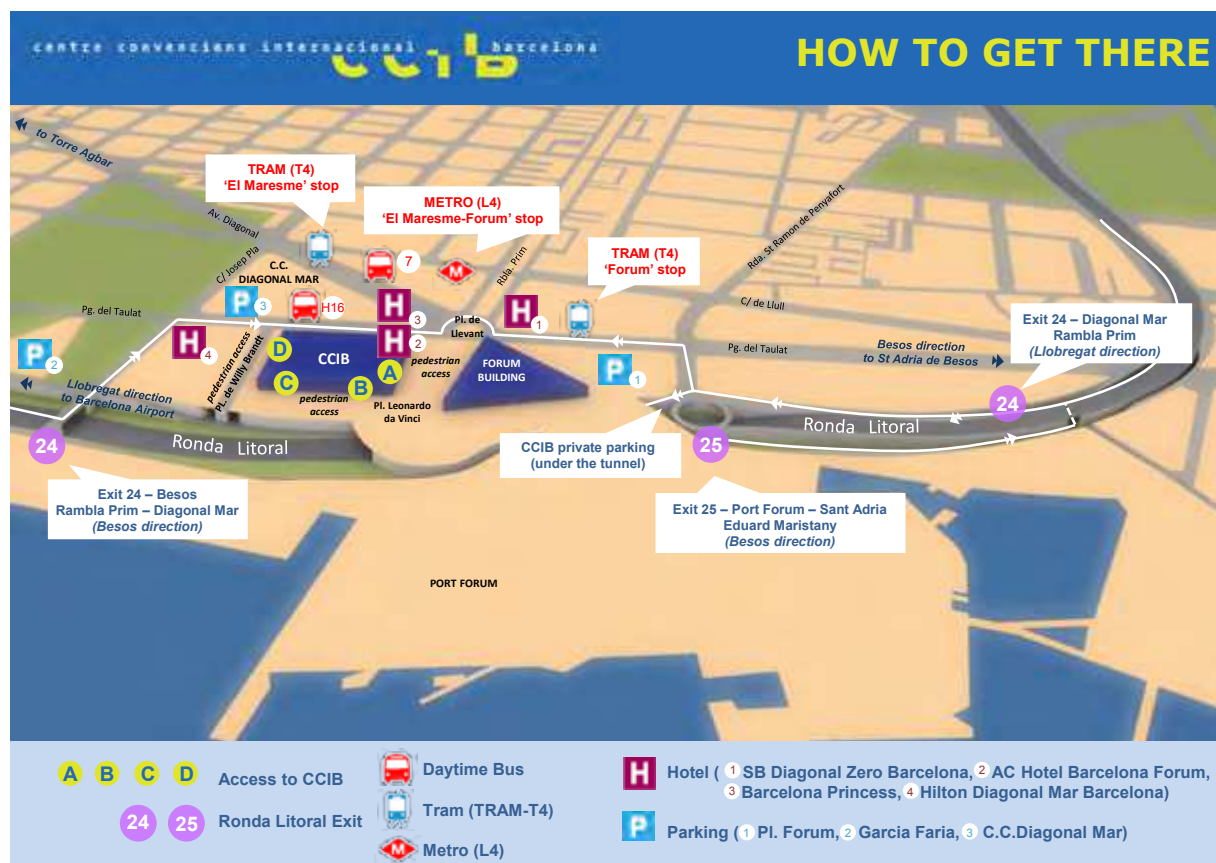 centre convencions internacional barcelona
ccib
HOW TO GET THERE
to Torre Agbar
TRAM (T4)
‘El Maresme’ stop
METRO (L4)
‘El Maresme-Forum’ stop
Av. Diagonal
C/ Josep Pla
C.C.
DIAGONAL MAR
7
M
Rbla. Prim
TRAM (T4)
‘Forum’ stop
Rda. St Ramon de Penyafort
C/ de Llull
Pg. del Taulat
P 3
H16
H 3
H 1
Pl. de
Llevant
Exit 24 – Diagonal Mar
Rambla Prim
(Llobregat direction)
P 2
H 4
pedestrian access
PL. de Willy Brandt
D
CCIB
H 2
A
pedestrian
access
FORUM
BUILDING
P 1
Pg. del Taulat
Besos direction
to St Adria de Besos
Llobregat direction
to Barcelona Airport
C
B
pedestrian
access
Pl. Leonardo
da Vinci
24
24
Ronda Litoral
Ronda Litoral
CCIB private parking
(under the tunnel)
25
Exit 24 – Besos
Rambla Prim – Diagonal Mar
(Besos direction)
Exit 25 – Port Forum – Sant Adria
Eduard Maristany
(Besos direction)
PORT FORUM
A B C D Access to CCIB
24 25 Ronda Litoral Exit
Daytime Bus
Tram (TRAM-T4)
M Metro (L4)
H Hotel ( 1 SB Diagonal Zero Barcelona, 2 AC Hotel Barcelona Forum,
3 Barcelona Princess, 4 Hilton Diagonal Mar Barcelona)
P Parking ( 1 Pl. Forum, 2 Garcia Faria, 3 C.C.Diagonal Mar)